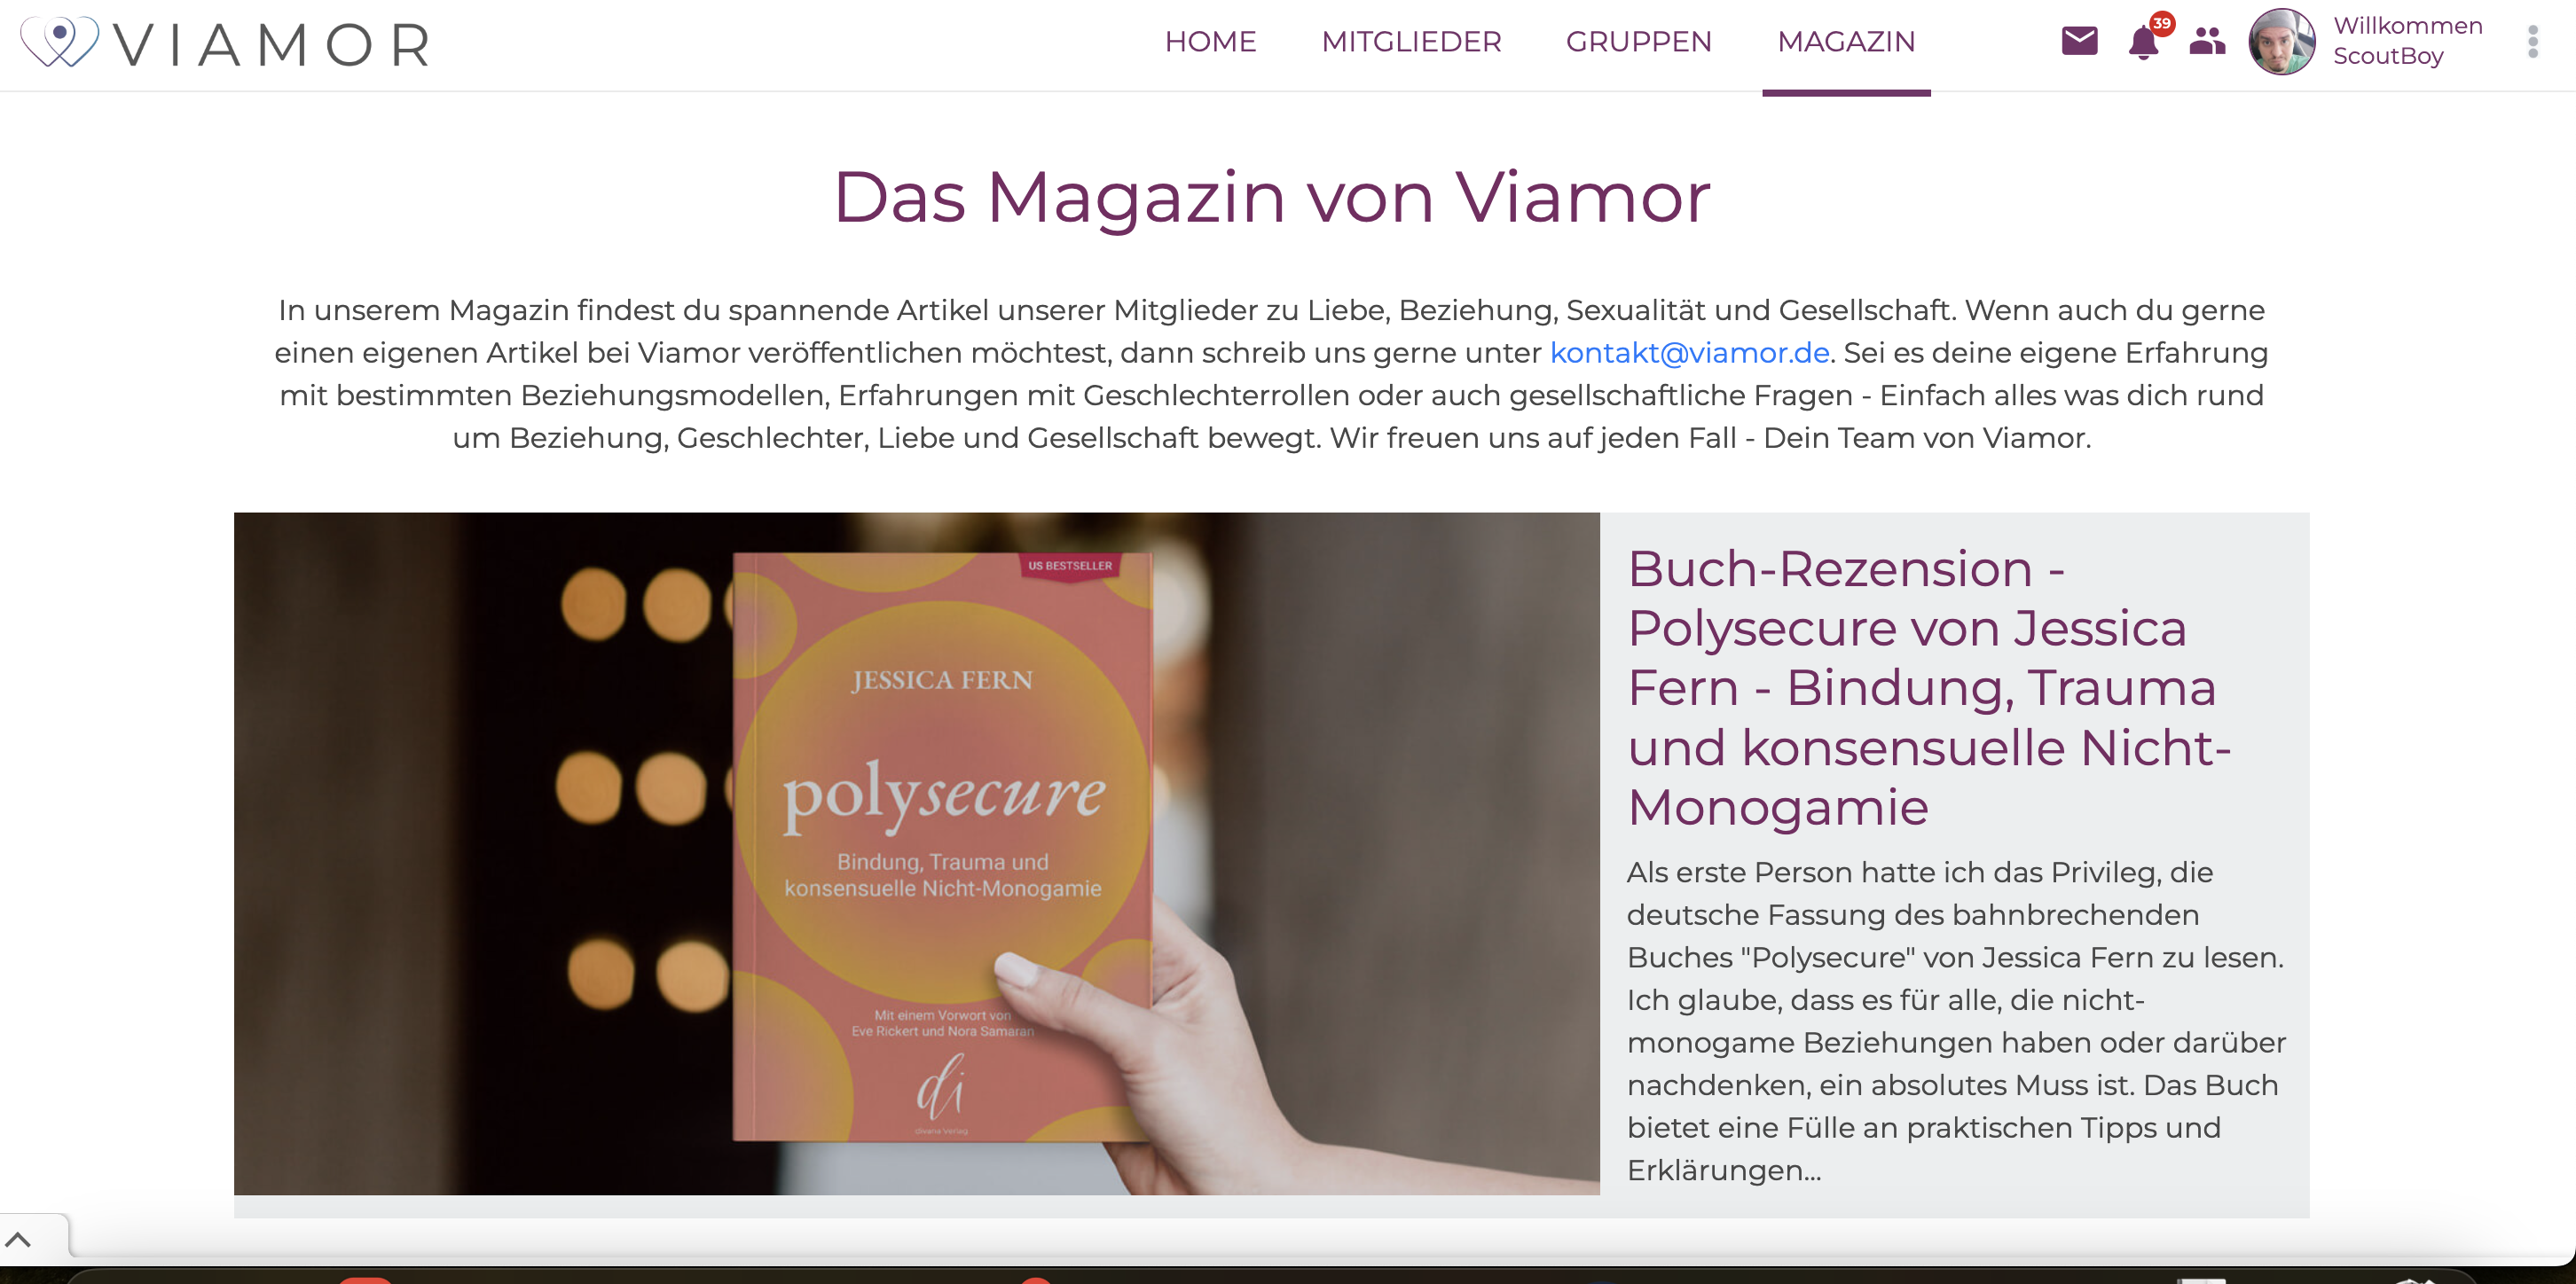 VIAMOR
HOME
MITGLIEDER
GRUPPEN
MAGAZIN
39
Willkommen
ScoutBoy
Das Magazin von Viamor
In unserem Magazin findest du spannende Artikel unserer Mitglieder zu Liebe, Beziehung, Sexualität und Gesellschaft. Wenn auch du gerne
einen eigenen Artikel bei Viamor veröffentlichen möchtest, dann schreib uns gerne unter kontakt@viamor.de. Sei es deine eigene Erfahrung
mit bestimmten Beziehungsmodellen, Erfahrungen mit Geschlechterrollen oder auch gesellschaftliche Fragen - Einfach alles was dich rund
um Beziehung, Geschlechter, Liebe und Gesellschaft bewegt. Wir freuen uns auf jeden Fall - Dein Team von Viamor.
US BESTSELLER
JESSICA FERN
polysecure
Bindung, Trauma und
konsensuelle Nicht-Monogamie
Mit einem Vorwort von
Eve Rickert und Nora Samaran
di
divana Verlag
Buch-Rezension -
Polysecure von Jessica
Fern - Bindung, Trauma
und konsensuelle Nicht-
Monogamie
Als erste Person hatte ich das Privileg, die
deutsche Fassung des bahnbrechenden
Buches "Polysecure" von Jessica Fern zu lesen.
Ich glaube, dass es für alle, die nicht-
monogame Beziehungen haben oder darüber
nachdenken, ein absolutes Muss ist. Das Buch
bietet eine Fülle an praktischen Tipps und
Erklärungen...